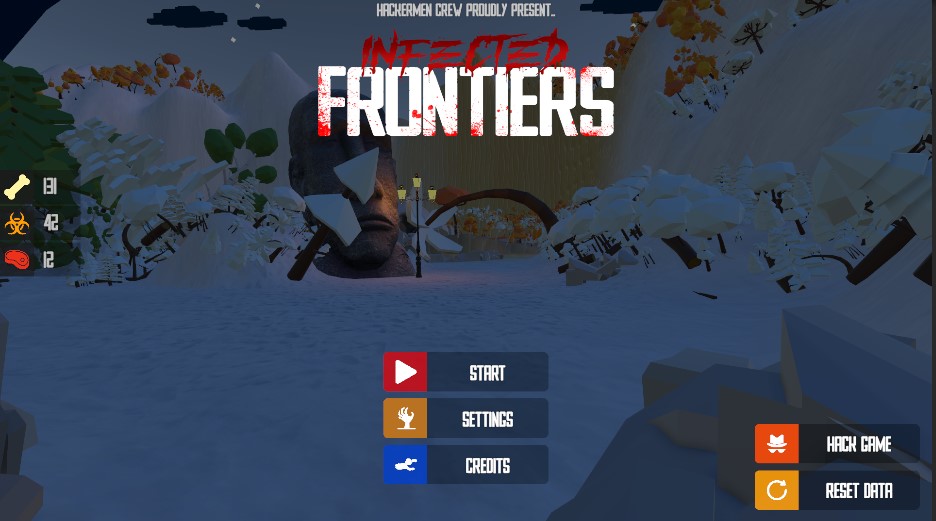 HACKERMEN CREW PROUDLY PRESENT..
INFECTED
FRONTIERS
131
42
12
START
SETTINGS
CREDITS
HACK GAME
RESET DATA